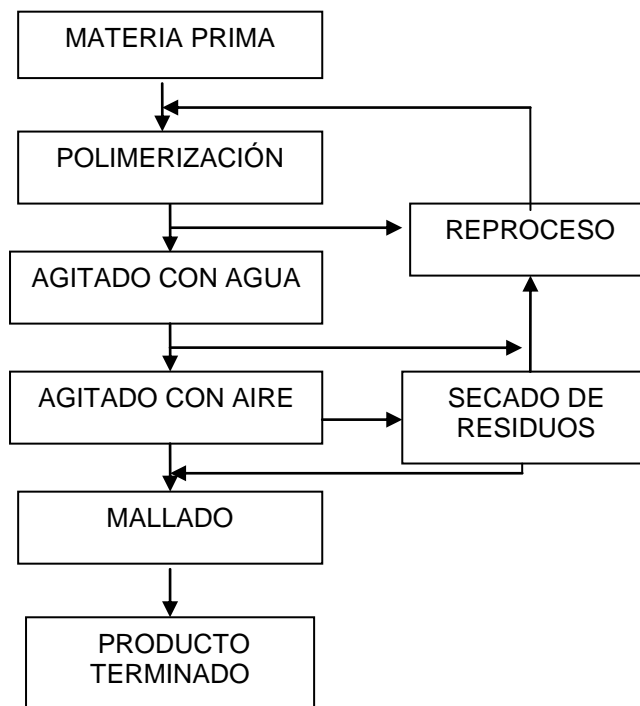 MATERIA PRIMA
POLIMERIZACIÓN
REPROCESO
AGITADO CON AGUA
AGITADO CON AIRE
SECADO DE
RESIDUOS
MALLADO
PRODUCTO
TERMINADO